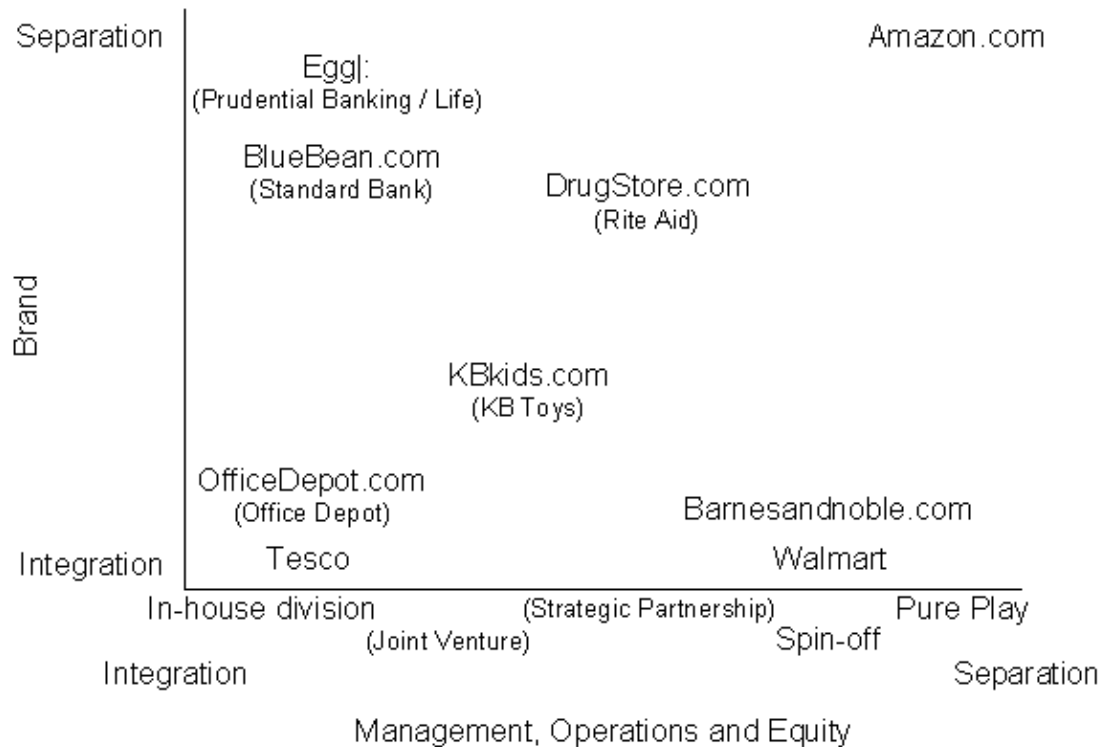 Separation
Amazon.com
Egg|:
(Prudential Banking / Life)
BlueBean.com
(Standard Bank)
DrugStore.com
(Rite Aid)
Brand
KBkids.com
(KB Toys)
OfficeDepot.com
(Office Depot)
Barnesandnoble.com
Integration
Tesco
Walmart
In-house division
(Strategic Partnership)
Pure Play
(Joint Venture)
Spin-off
Integration
Separation
Management, Operations and Equity